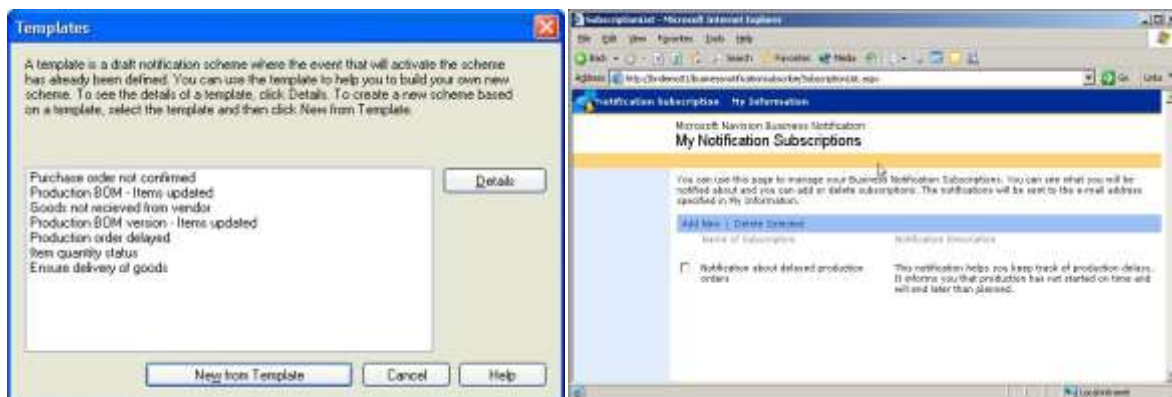 Templates
A template is a draft notification scheme where the event that will activate the scheme
has already been defined. You can use the template to help you to build your own new
scheme. To see the details of a template, click Details. To create a new scheme based
on a template, select the template and then click New from Template.
Purchase order not confirmed
Production BOM - Items updated
Goods not recieved from vendor
Production BOM version - Items updated
Production order delayed
Item quantity status
Ensure delivery of goods
Details
New from Template
Cancel
Help
SubscriptionList - Microsoft Internet Explorer
File Edit View Favorites Tools Help
Back Search Favorites Media
Address Go Links
Notification Subscription My Information
Microsoft Navision Business Notification
My Notification Subscriptions
You can use this page to manage your Business Notification Subscriptions. You can see what you will be
notified about and you can add or delete subscriptions. The notifications will be sent to the e-mail address
specified in My Information.
Add New | Delete Selected
Name of Subscription Notification Description
Notification about delayed production
orders
This notification helps you keep track of production delays.
It informs you that production has not started on time and
will end later than planned.
Local intranet